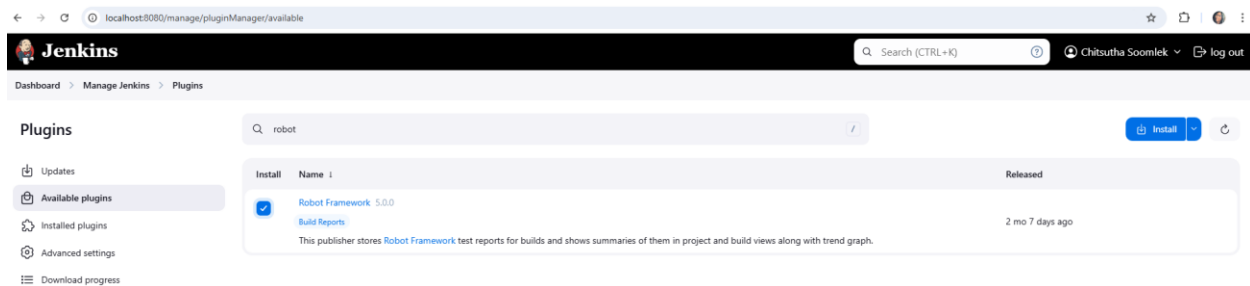 localhost:8080/manage/pluginManager/available
Jenkins
Search (CTRL+K)
?
Chitsutha Soomlek
log out
Dashboard > Manage Jenkins > Plugins
Plugins
robot
/
Install
Updates
Available plugins
Installed plugins
Advanced settings
Download progress
Install Name ↓ Released
Robot Framework 5.0.0
Build Reports
2 mo 7 days ago
This publisher stores Robot Framework test reports for builds and shows summaries of them in project and build views along with trend graph.